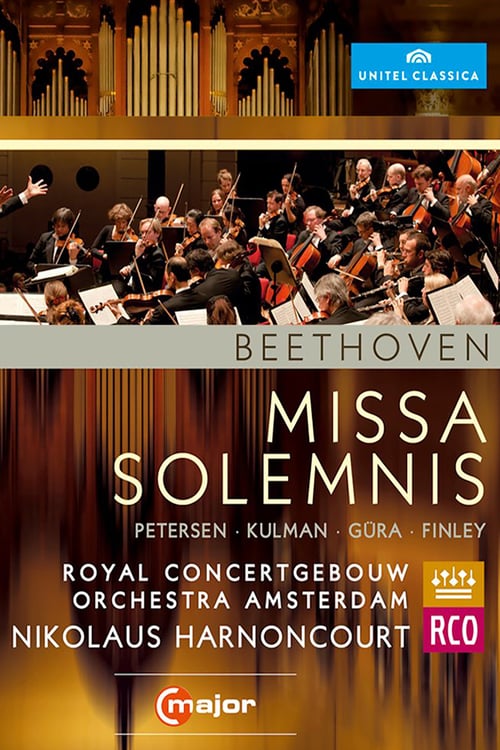 UNITEL CLASSICA
BEETHOVEN
MISSA
SOLEMNIS
PETERSEN · KULMAN · GÜRA · FINLEY
ROYAL CONCERTGEBOUW
ORCHESTRA AMSTERDAM
NIKOLAUS HARNONCOURT
RCO
C major